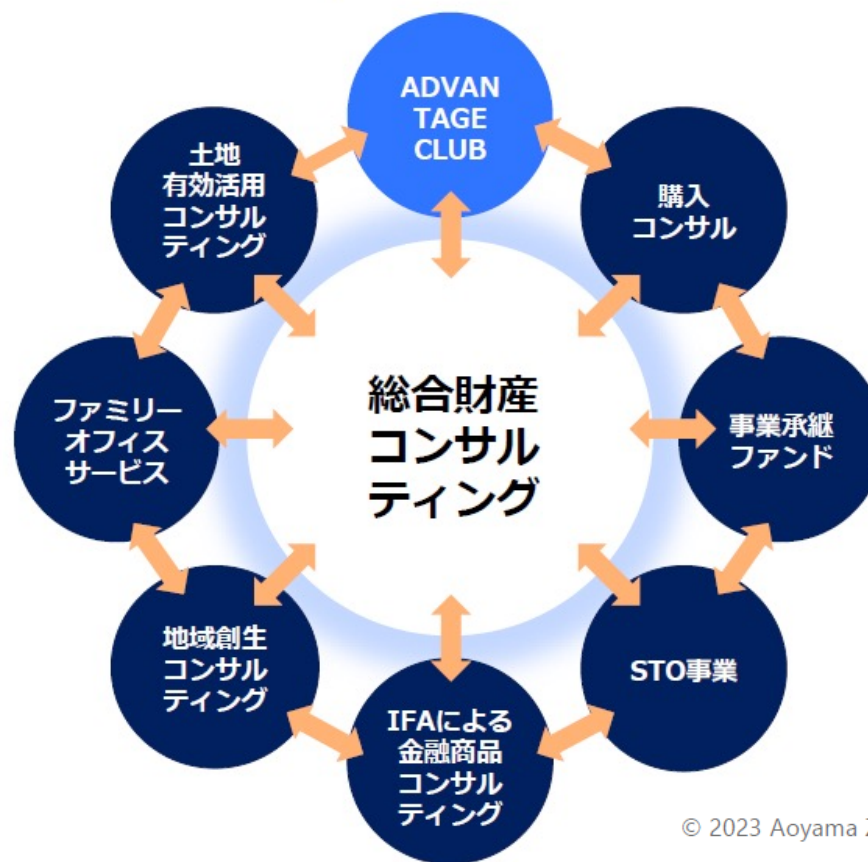 ADVAN
TAGE
CLUB
購入
コンサル
事業承継
ファンド
STO事業
IFAによる
金融商品
コンサル
ティング
地域創生
コンサル
ティング
ファミリー
オフィス
サービス
土地
有効活用
コンサル
ティング
総合財産
コンサル
ティング
© 2023 Aoyama